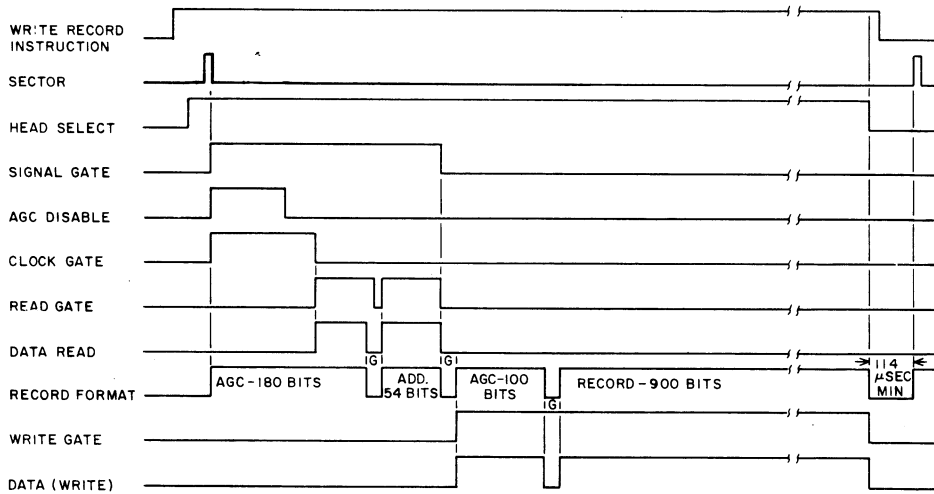 WRITE RECORD
INSTRUCTION
SECTOR
HEAD SELECT
SIGNAL GATE
AGC DISABLE
CLOCK GATE
READ GATE
DATA READ
G
G
114
μSEC
MIN
RECORD FORMAT
AGC-180 BITS
ADD.
54 BITS
AGC-100
BITS
G
RECORD-900 BITS
WRITE GATE
DATA (WRITE)